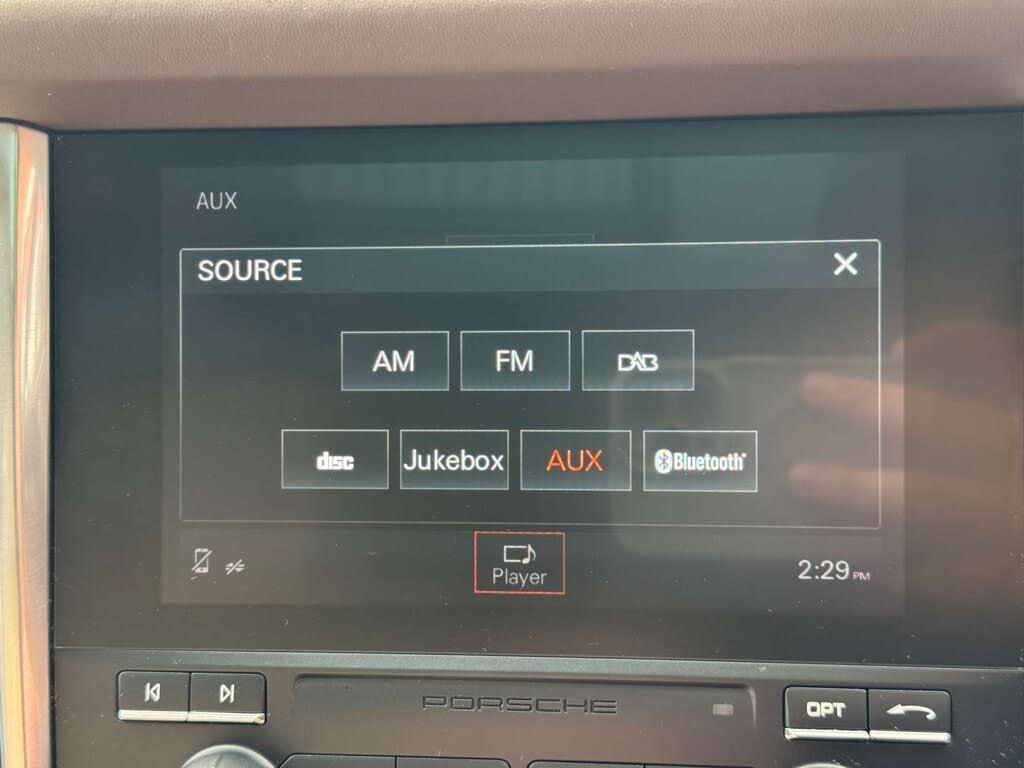 AUX
SOURCE
AM FM DAB
disc Jukebox AUX Bluetooth
Player
2:29 PM
PORSCHE
OPT